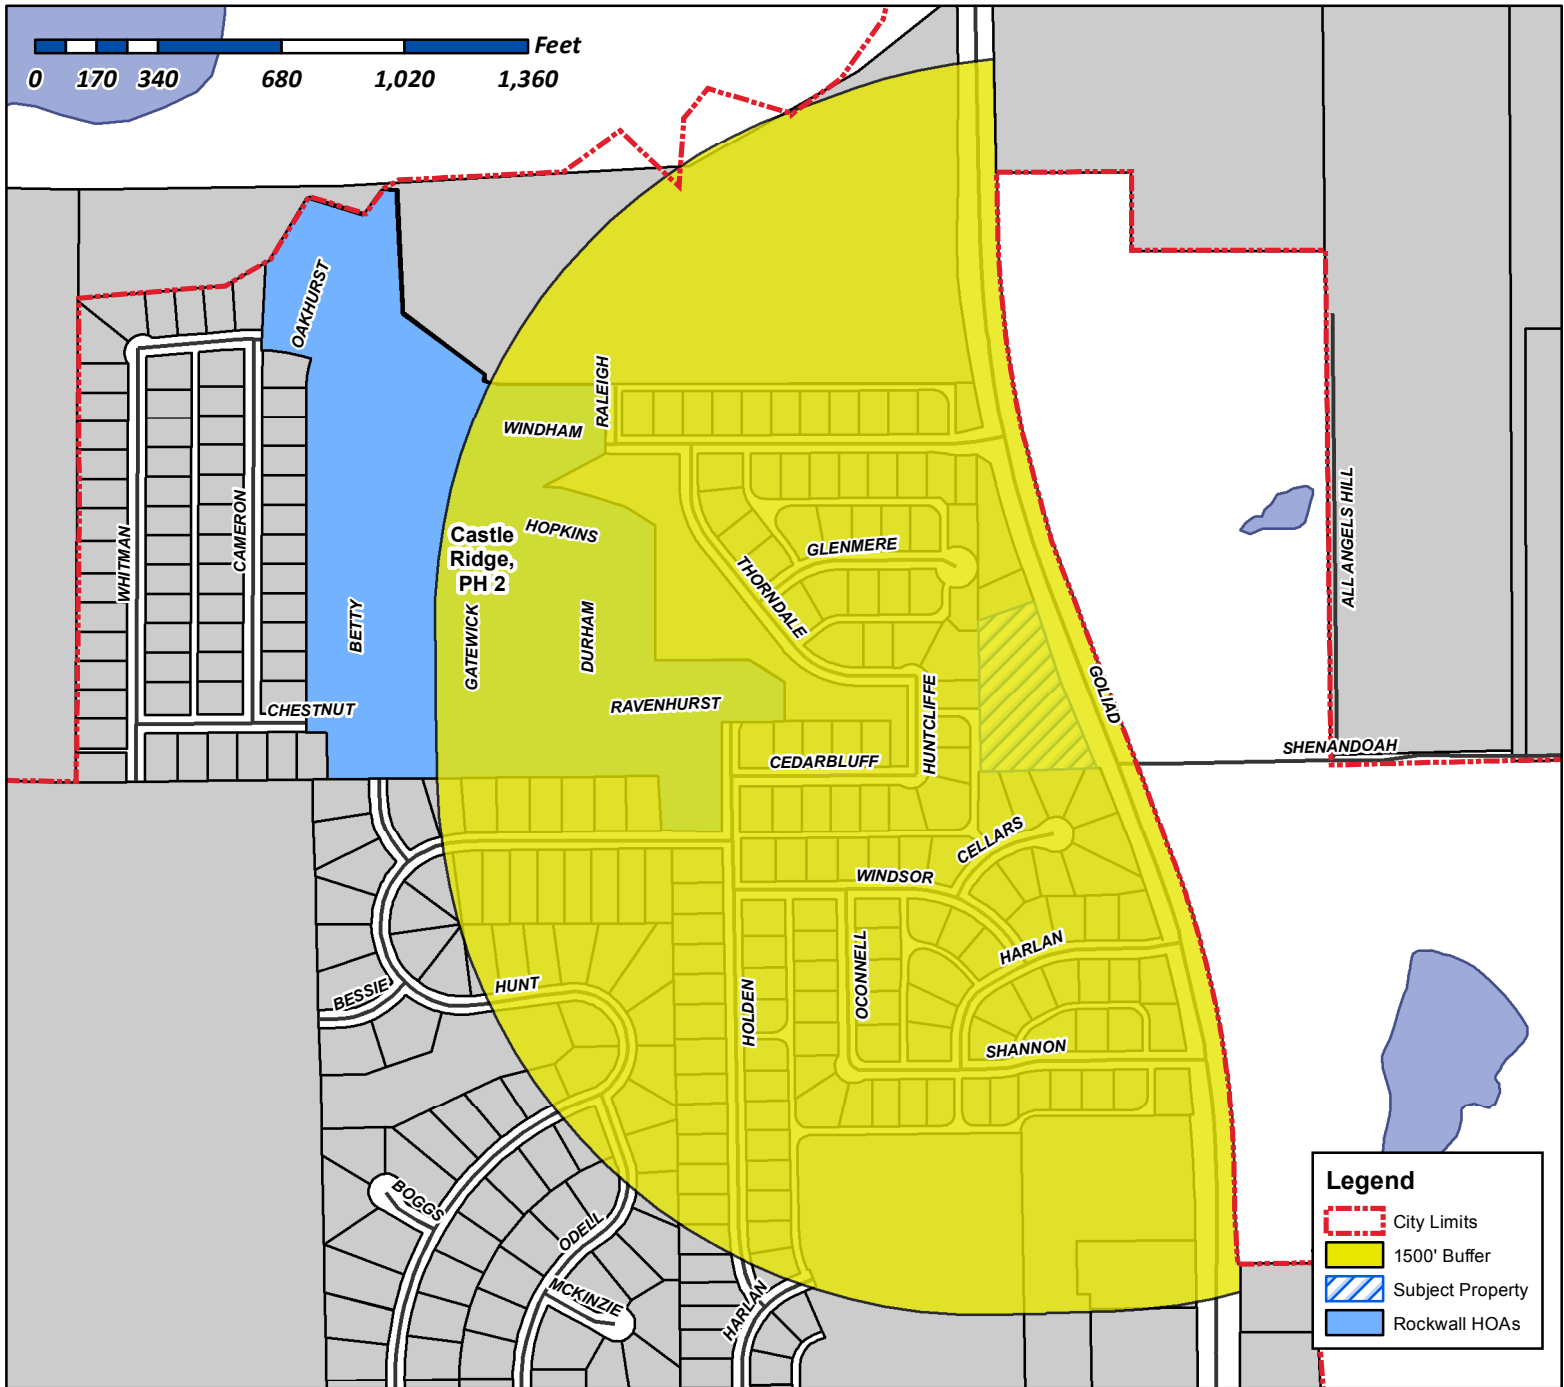 Feet
0 170 340 680 1,020 1,360
OAKHURST
RALEIGH
WINDHAM
WHITMAN
CAMERON
Castle
Ridge,
PH 2
HOPKINS
GLENMERE
THORNDALE
ALL ANGELS HILL
BETTY
GATEWICK
DURHAM
GOLIAD
CHESTNUT
RAVENHURST
HUNTCLIFFE
SHENANDOAH
CEDARBLUFF
CELLARS
WINDSOR
HARLAN
OCONNELL
BESSIE
HUNT
HOLDEN
SHANNON
BOGGS
ODELL
MCKINZIE
HARLAN
Legend
City Limits
1500' Buffer
Subject Property
Rockwall HOAs